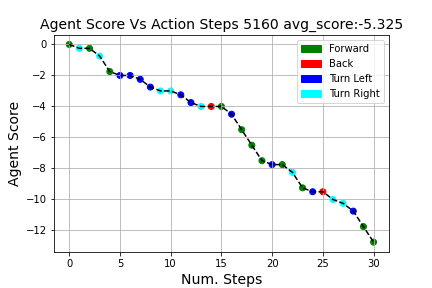 Agent Score Vs Action Steps 5160 avg_score:-5.325
0
−2
−4
−6
−8
−10
−12
Agent Score
Forward
Back
Turn Left
Turn Right
0 5 10 15 20 25 30
Num. Steps